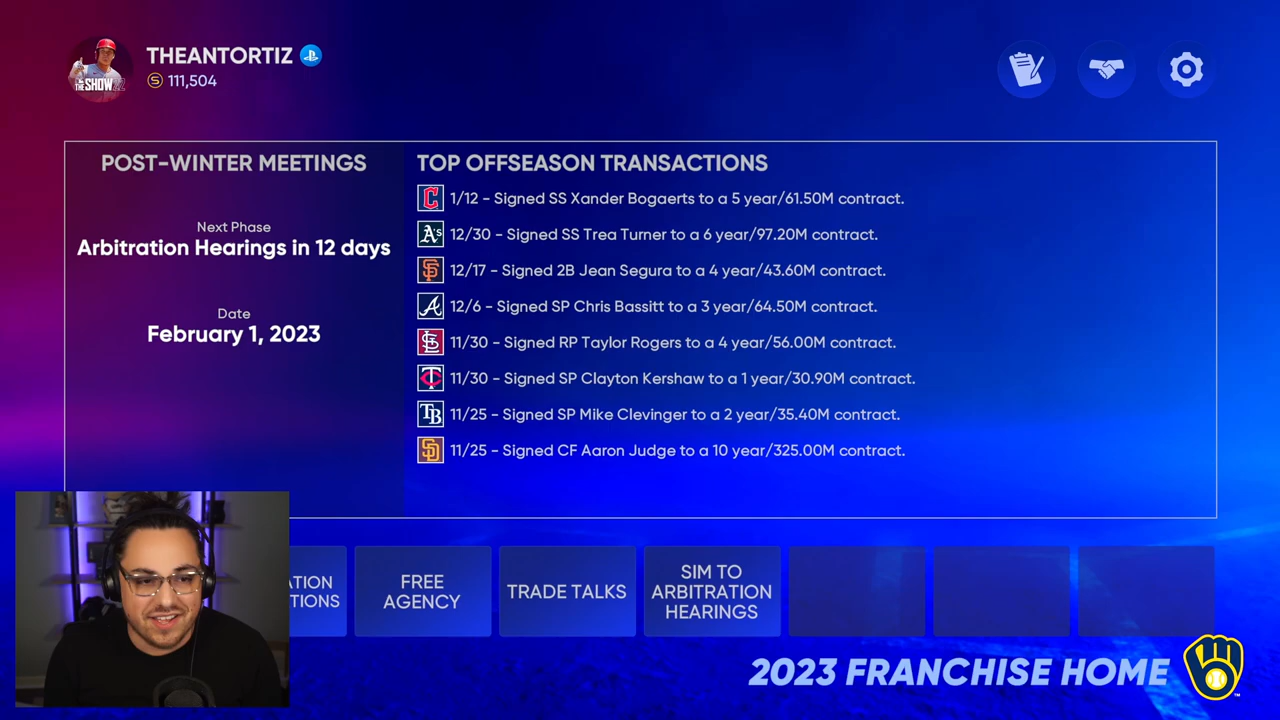 THEANTORTIZ
111,504
THE SHOW 22
POST-WINTER MEETINGS
Next Phase
Arbitration Hearings in 12 days
Date
February 1, 2023
TOP OFFSEASON TRANSACTIONS
1/12 - Signed SS Xander Bogaerts to a 5 year/61.50M contract.
12/30 - Signed SS Trea Turner to a 6 year/97.20M contract.
12/17 - Signed 2B Jean Segura to a 4 year/43.60M contract.
12/6 - Signed SP Chris Bassitt to a 3 year/64.50M contract.
11/30 - Signed RP Taylor Rogers to a 4 year/56.00M contract.
11/30 - Signed SP Clayton Kershaw to a 1 year/30.90M contract.
11/25 - Signed SP Mike Clevinger to a 2 year/35.40M contract.
11/25 - Signed CF Aaron Judge to a 10 year/325.00M contract.
ATION
TIONS
FREE
AGENCY
TRADE TALKS
SIM TO
ARBITRATION
HEARINGS
2023 FRANCHISE HOME